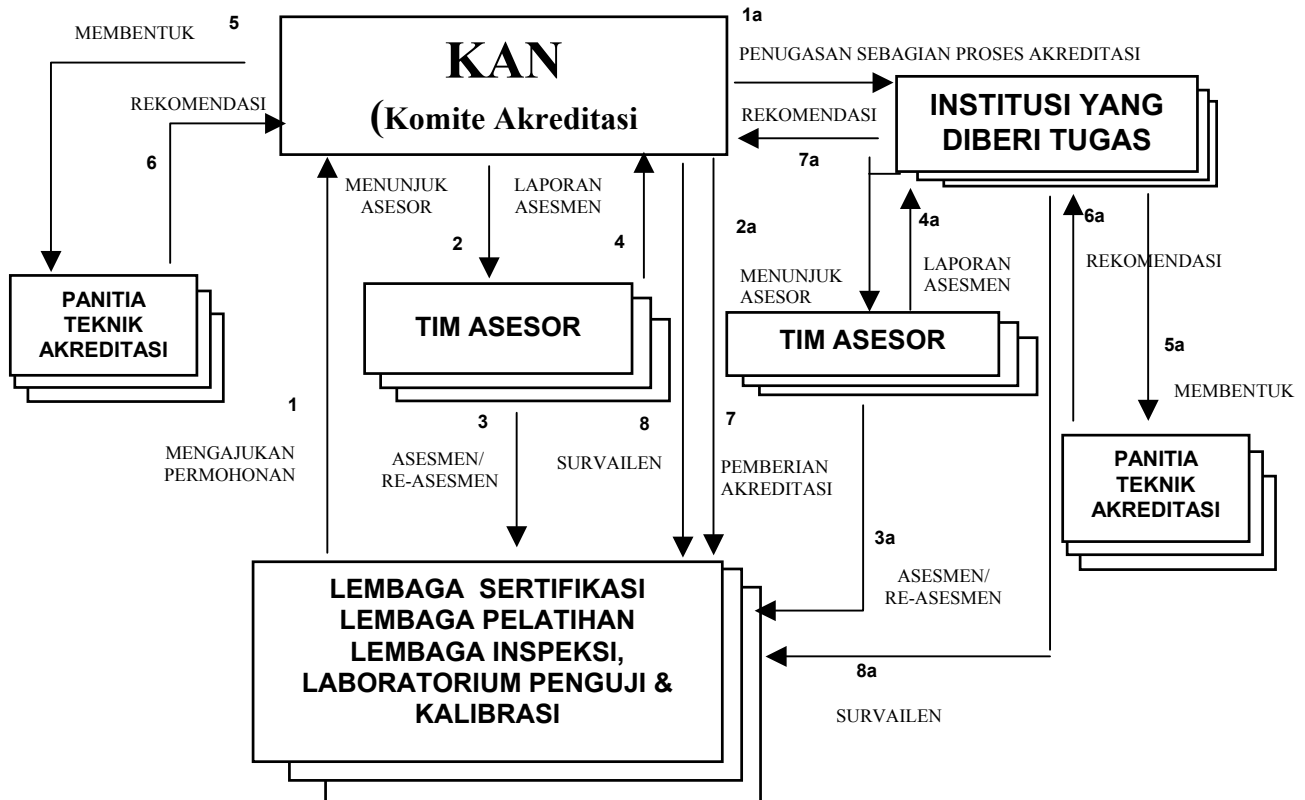 5
1a
MEMBENTUK
KAN
(Komite Akreditasi
PENUGASAN SEBAGIAN PROSES AKREDITASI
REKOMENDASI
6
REKOMENDASI
7a
INSTITUSI YANG
DIBERI TUGAS
MENUNJUK
ASESOR
LAPORAN
ASESMEN
2
4
2a
4a
6a
MENUNJUK
ASESOR
LAPORAN
ASESMEN
REKOMENDASI
PANITIA
TEKNIK
AKREDITASI
TIM ASESOR
TIM ASESOR
5a
MEMBENTUK
1
MENGAJUKAN
PERMOHONAN
3
ASESMEN/
RE-ASESMEN
8
SURVAILEN
7
PEMBERIAN
AKREDITASI
PANITIA
TEKNIK
AKREDITASI
3a
ASESMEN/
RE-ASESMEN
LEMBAGA SERTIFIKASI
LEMBAGA PELATIHAN
LEMBAGA INSPEKSI,
LABORATORIUM PENGUJI &
KALIBRASI
8a
SURVAILEN